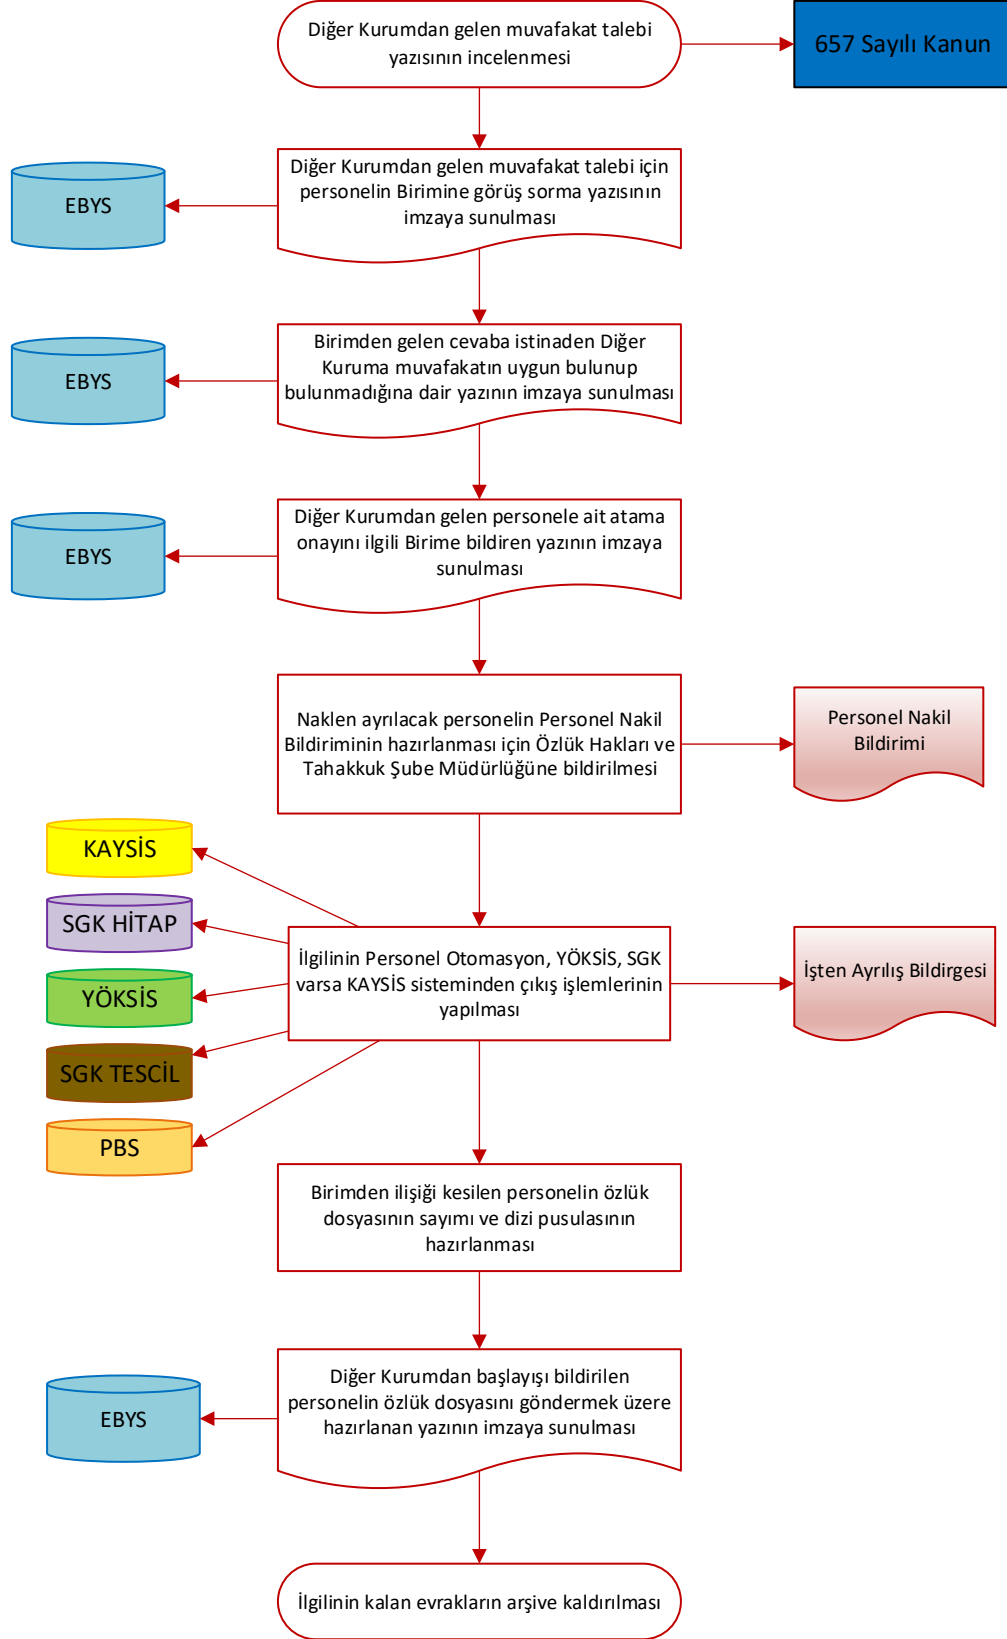 Diğer Kurumdan gelen muvafakat talebi
yazısının incelenmesi
657 Sayılı Kanun
Diğer Kurumdan gelen muvafakat talebi için
personelin Birimine görüş sorma yazısının
imzaya sunulması
EBYS
Birimden gelen cevaba istinaden Diğer
Kuruma muvafakatın uygun bulunup
bulunmadığına dair yazının imzaya sunulması
EBYS
Diğer Kurumdan gelen personele ait atama
onayını ilgili Birime bildiren yazının imzaya
sunulması
EBYS
Naklen ayrılacak personelin Personel Nakil
Bildiriminin hazırlanması için Özlük Hakları ve
Tahakkuk Şube Müdürlüğüne bildirilmesi
Personel Nakil
Bildirimi
KAYSİS
SGK HİTAP
YÖKSİS
SGK TESCİL
PBS
İlgilinin Personel Otomasyon, YÖKSİS, SGK
varsa KAYSİS sisteminden çıkış işlemlerinin
yapılması
İşten Ayrılış Bildirgesi
Birimden ilişiği kesilen personelin özlük
dosyasının sayımı ve dizi pusulasının
hazırlanması
Diğer Kurumdan başlayışı bildirilen
personelin özlük dosyasını göndermek üzere
hazırlanan yazının imzaya sunulması
EBYS
İlgilinin kalan evrakların arşive kaldırılması